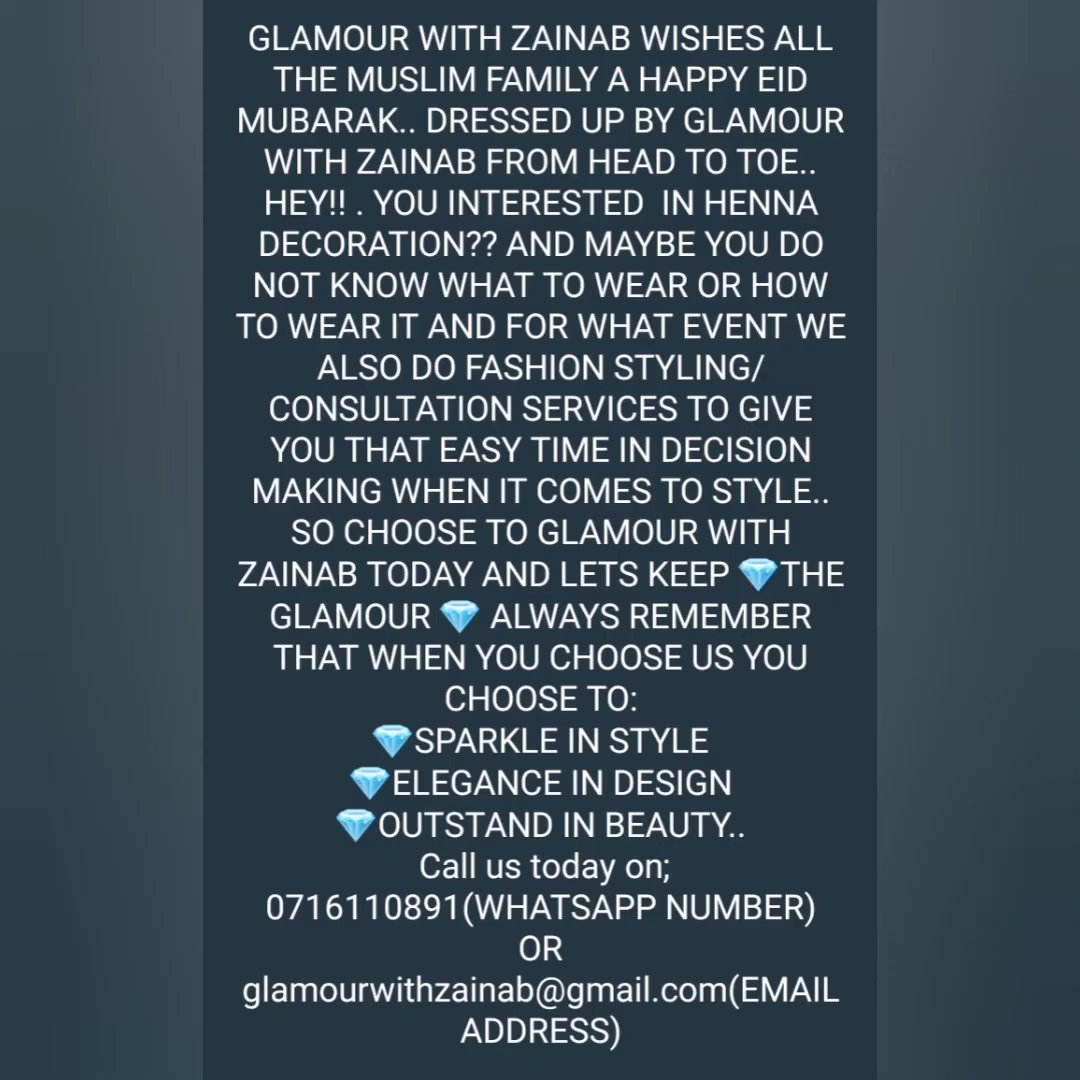 GLAMOUR WITH ZAINAB WISHES ALL
THE MUSLIM FAMILY A HAPPY EID
MUBARAK.. DRESSED UP BY GLAMOUR
WITH ZAINAB FROM HEAD TO TOE..
HEY!! . YOU INTERESTED  IN HENNA
DECORATION?? AND MAYBE YOU DO
NOT KNOW WHAT TO WEAR OR HOW
TO WEAR IT AND FOR WHAT EVENT WE
ALSO DO FASHION STYLING/
CONSULTATION SERVICES TO GIVE
YOU THAT EASY TIME IN DECISION
MAKING WHEN IT COMES TO STYLE..
SO CHOOSE TO GLAMOUR WITH
ZAINAB TODAY AND LETS KEEP 💎THE
GLAMOUR 💎 ALWAYS REMEMBER
THAT WHEN YOU CHOOSE US YOU
CHOOSE TO:
💎SPARKLE IN STYLE
💎ELEGANCE IN DESIGN
💎OUTSTAND IN BEAUTY..
Call us today on;
0716110891(WHATSAPP NUMBER)
OR
glamourwithzainab@gmail.com(EMAIL
ADDRESS)